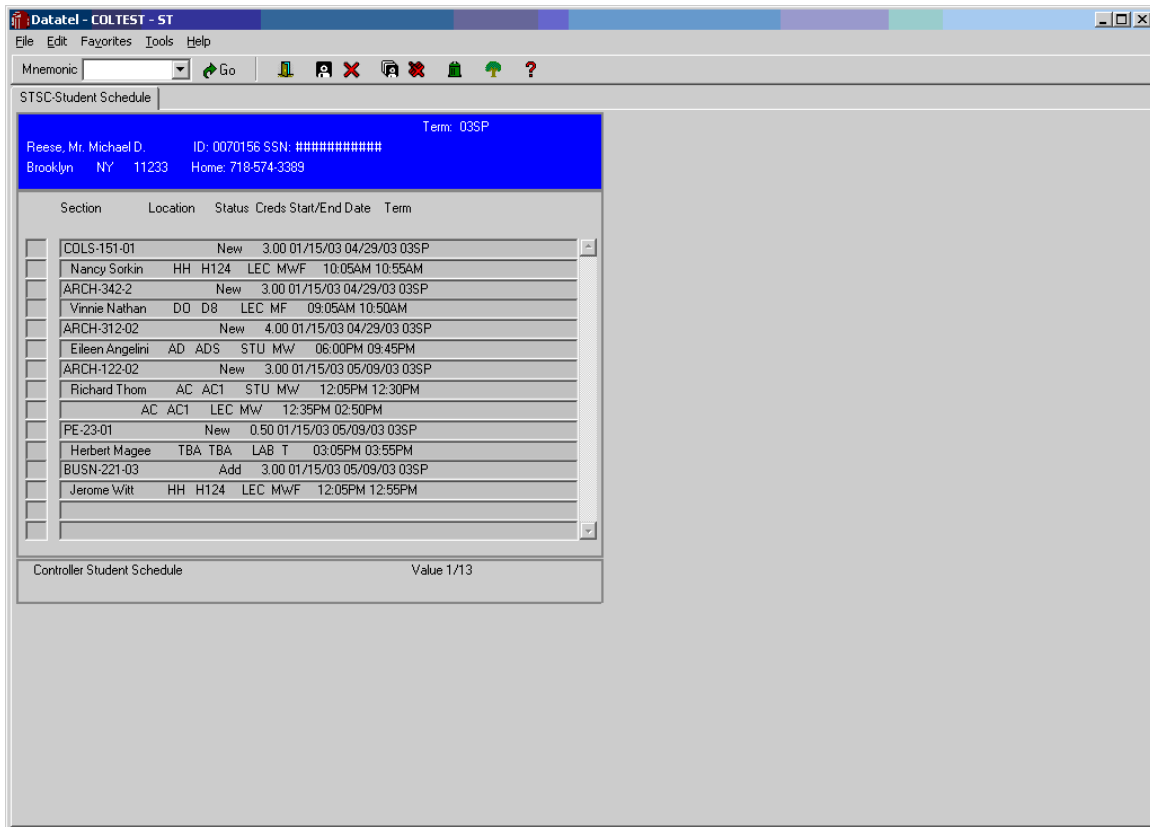 Datatel - COLTEST - ST
File Edit Favorites Tools Help
Mnemonic Go ?
STSC-Student Schedule
Term: 03SP
Reese, Mr. Michael D. ID: 0070156 SSN: ###########
Brooklyn NY 11233 Home: 718-574-3389
Section Location Status Creds Start/End Date Term
COLS-151-01 New 3.00 01/15/03 04/29/03 03SP
Nancy Sorkin HH H124 LEC MWF 10:05AM 10:55AM
ARCH-342-2 New 3.00 01/15/03 04/29/03 03SP
Vinnie Nathan DO D8 LEC MF 09:05AM 10:50AM
ARCH-312-02 New 4.00 01/15/03 04/29/03 03SP
Eileen Angelini AD ADS STU MW 06:00PM 09:45PM
ARCH-122-02 New 3.00 01/15/03 05/09/03 03SP
Richard Thom AC AC1 STU MW 12:05PM 12:30PM
AC AC1 LEC MW 12:35PM 02:50PM
PE-23-01 New 0.50 01/15/03 05/09/03 03SP
Herbert Magee TBA TBA LAB T 03:05PM 03:55PM
BUSN-221-03 Add 3.00 01/15/03 05/09/03 03SP
Jerome Witt HH H124 LEC MWF 12:05PM 12:55PM
Controller Student Schedule Value 1/13